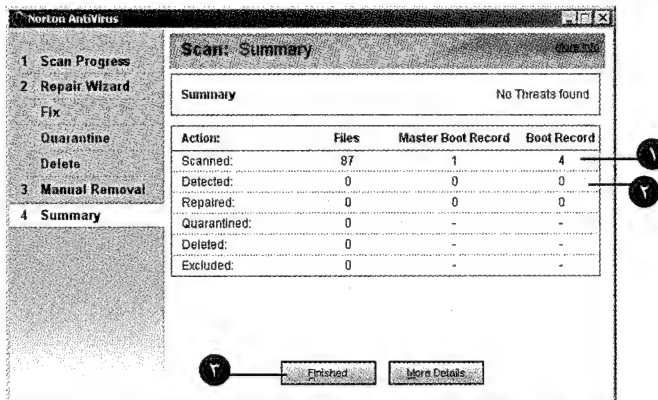 Norton AntiVirus
1 Scan Progress
2 Repair Wizard
Fix
Quarantine
Delete
3 Manual Removal
4 Summary
Scan: Summary
More Info
Summary No Threats found
Action: Files Master Boot Record Boot Record
Scanned: 87 1 4 ١
Detected: 0 0 0 ٢
Repaired: 0 0 0
Quarantined: 0 - -
Deleted: 0 - -
Excluded: 0 - -
٣ Finished More Details